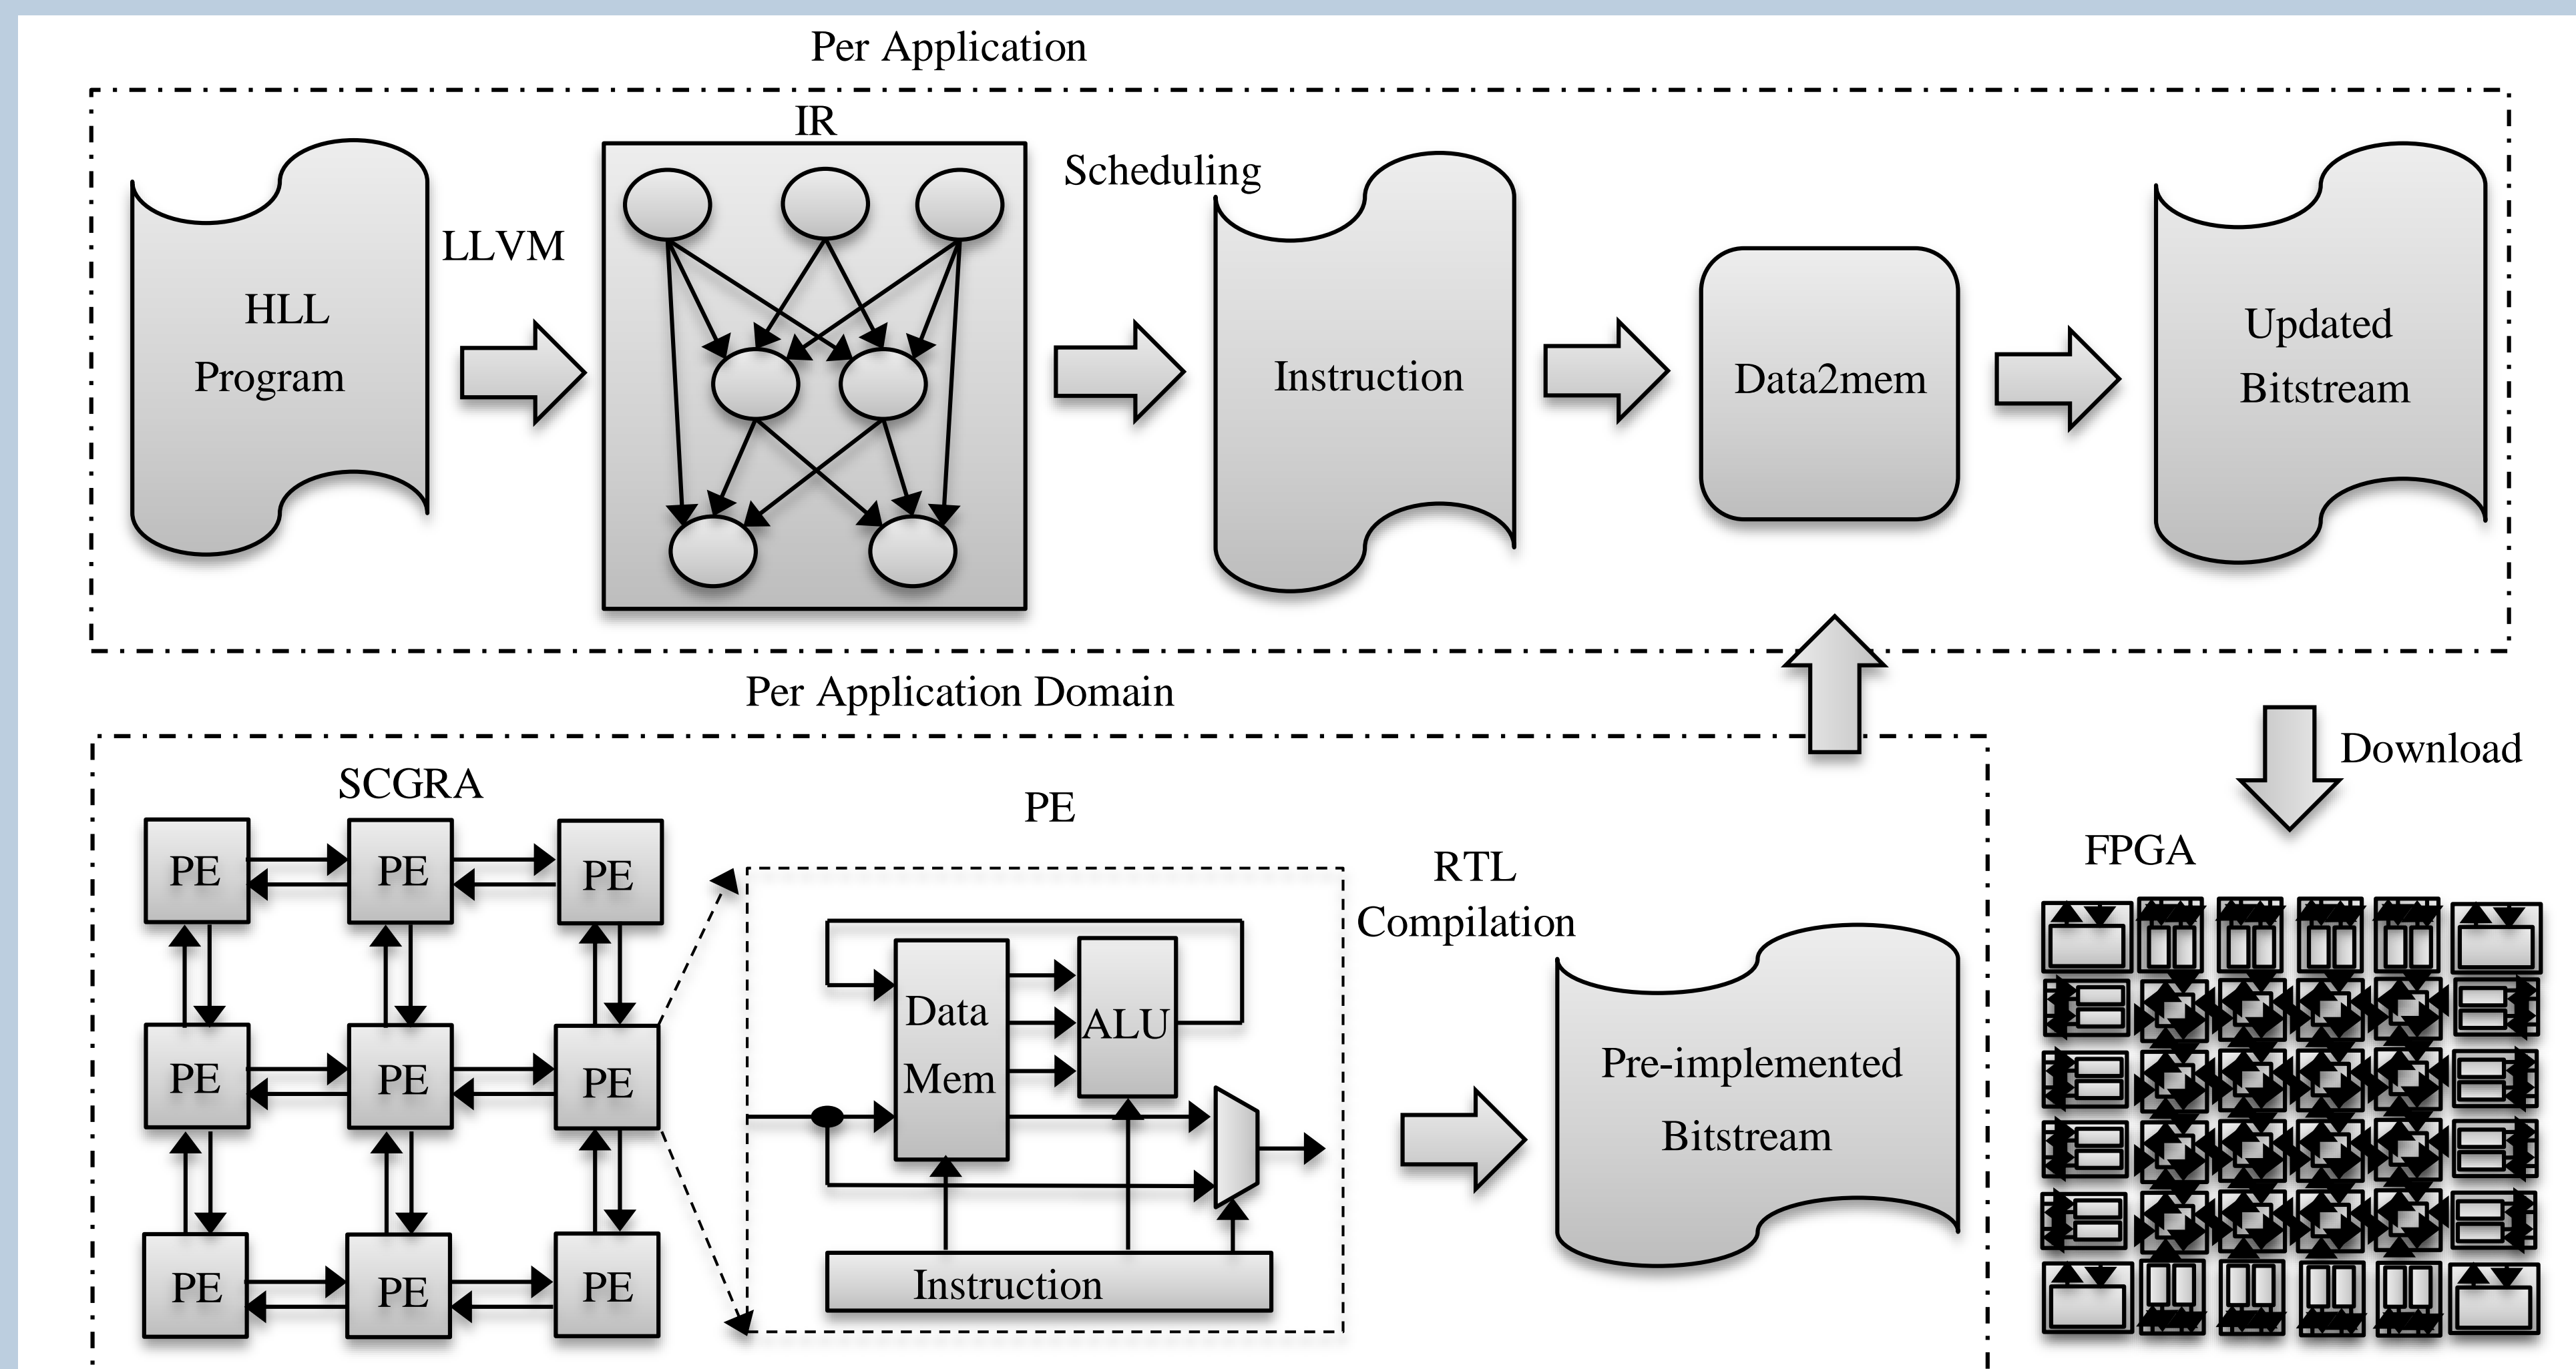 Per Application
IR
Scheduling
LLVM
HLL
Program
Instruction
Data2mem
Updated
Bitstream
Per Application Domain
Download
SCGRA
PE
FPGA
RTL
Compilation
PE
PE
PE
Data
Mem
ALU
PE
PE
PE
Pre-implemented
Bitstream
PE
PE
PE
Instruction